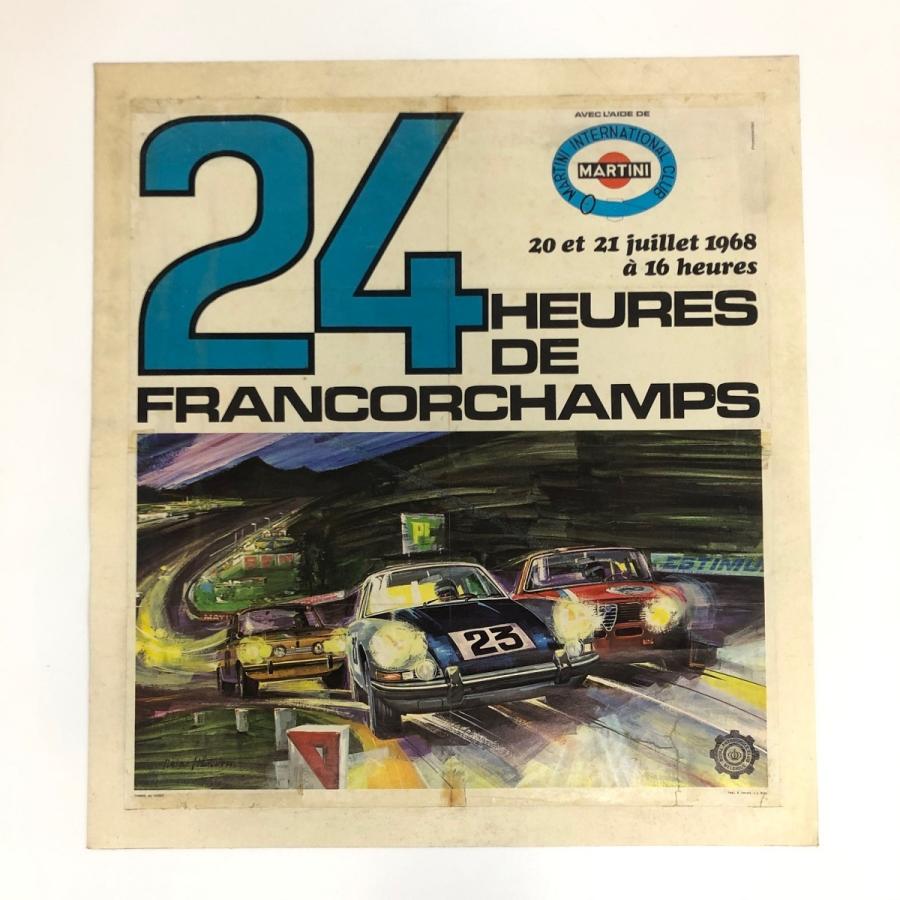 24
AVEC L'AIDE DE
MARTINI INTERNATIONAL CLUB
MARTINI
20 et 21 juillet 1968
à 16 heures
HEURES
DE
FRANCORCHAMPS
23
ESTIMU